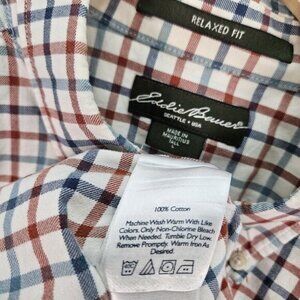 RELAXED FIT
Eddie Bauer
SEATTLE • USA
MADE IN
MAURITIUS
TALL
L
100% Cotton
Machine Wash Warm With Like
Colors. Only Non-Chlorine Bleach
When Needed. Tumble Dry Low.
Remove Promptly. Warm Iron
As Desired.